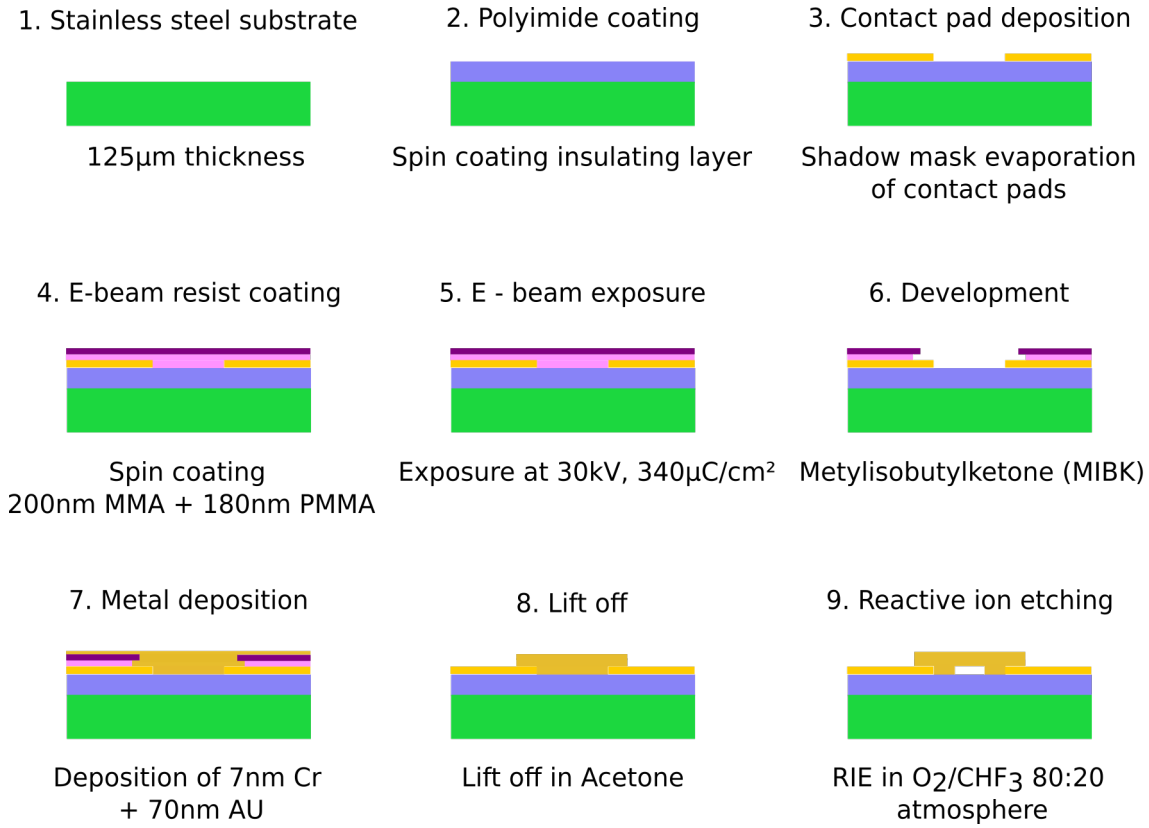 1. Stainless steel substrate
2. Polyimide coating
3. Contact pad deposition
125µm thickness
Spin coating insulating layer
Shadow mask evaporation
of contact pads
4. E-beam resist coating
5. E - beam exposure
6. Development
Spin coating
200nm MMA + 180nm PMMA
Exposure at 30kV, 340µC/cm²
Metylisobutylketone (MIBK)
7. Metal deposition
8. Lift off
9. Reactive ion etching
Deposition of 7nm Cr
+ 70nm AU
Lift off in Acetone
RIE in O₂/CHF₃ 80:20
atmosphere